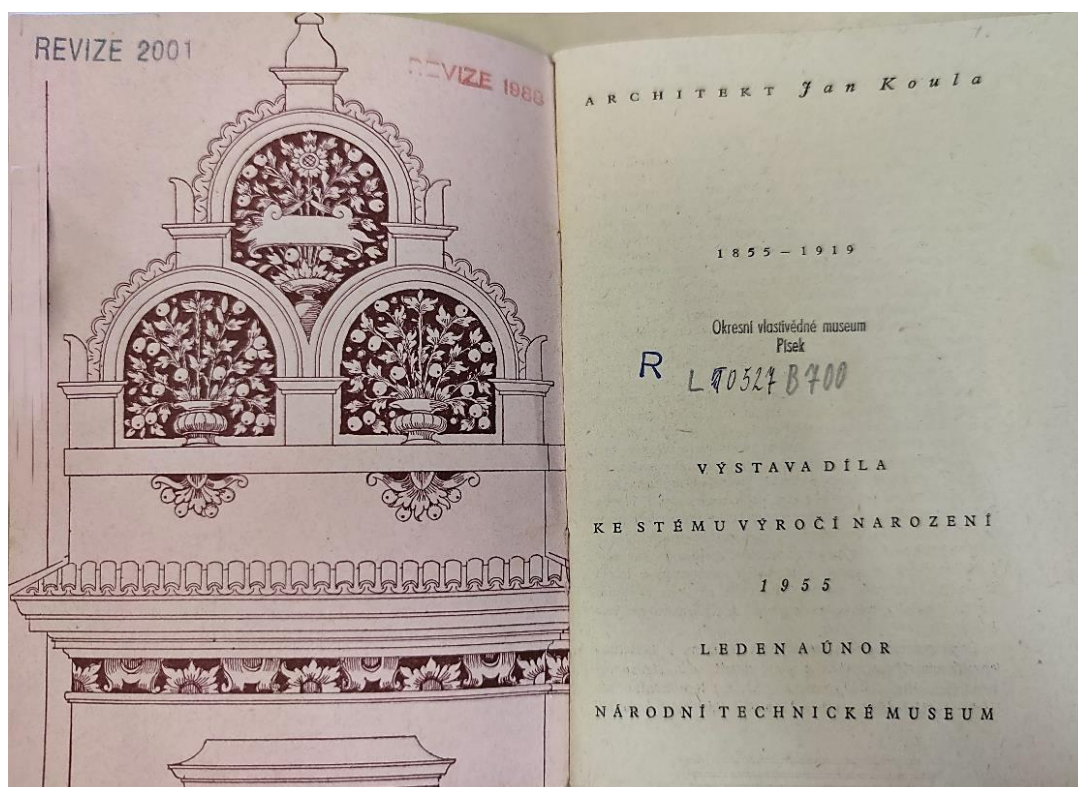 REVIZE 2001
REVIZE 1988
ARCHITEKT Jan Koula
1855–1919
Okresní vlastivědné museum
Písek
R
VÝSTAVA DÍLA
KE STÉMU VÝROČÍ NAROZENÍ
1955
LEDEN A ÚNOR
NÁRODNÍ TECHNICKÉ MUSEUM